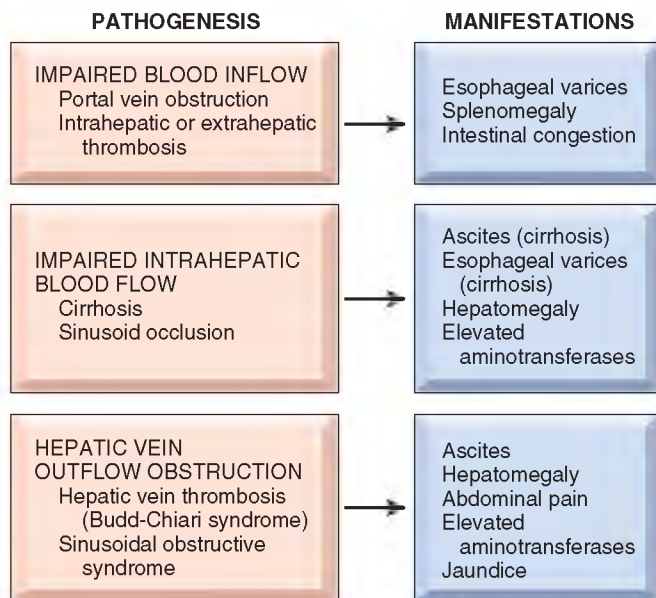 PATHOGENESIS
MANIFESTATIONS
IMPAIRED BLOOD INFLOW
Portal vein obstruction
Intrahepatic or extrahepatic
thrombosis
Esophageal varices
Splenomegaly
Intestinal congestion
IMPAIRED INTRAHEPATIC
BLOOD FLOW
Cirrhosis
Sinusoid occlusion
Ascites (cirrhosis)
Esophageal varices
(cirrhosis)
Hepatomegaly
Elevated
aminotransferases
HEPATIC VEIN
OUTFLOW OBSTRUCTION
Hepatic vein thrombosis
(Budd-Chiari syndrome)
Sinusoidal obstructive
syndrome
Ascites
Hepatomegaly
Abdominal pain
Elevated
aminotransferases
Jaundice